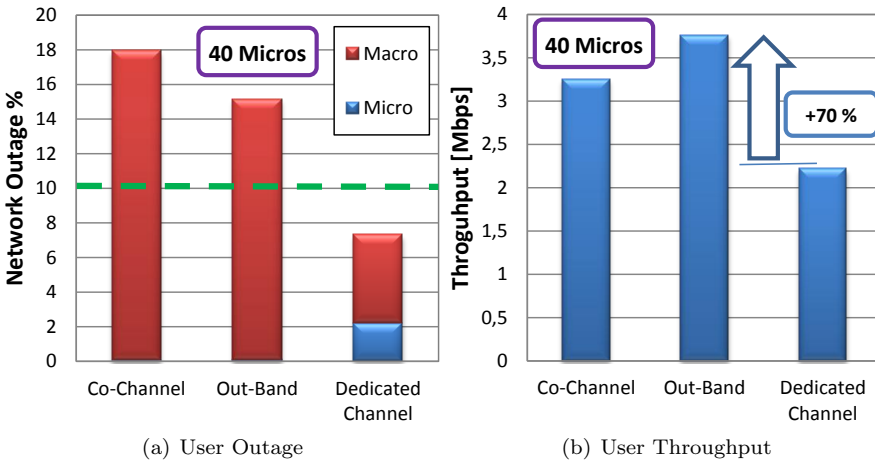 Network Outage %
20
18
16
14
12
10
8
6
4
2
0
40 Micros
Macro
Micro
Co-Channel
Out-Band
Dedicated
Channel
(a) User Outage
Throguhput [Mbps]
4
3,5
3
2,5
2
1,5
1
0,5
0
40 Micros
+70 %
Co-Channel
Out-Band
Dedicated
Channel
(b) User Throughput